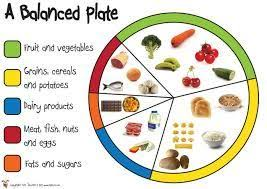 A Balanced Plate
Fruit and vegetables
Grains, cereals
and potatoes
Dairy products
Meat, fish, nuts
and eggs
Fats and sugars